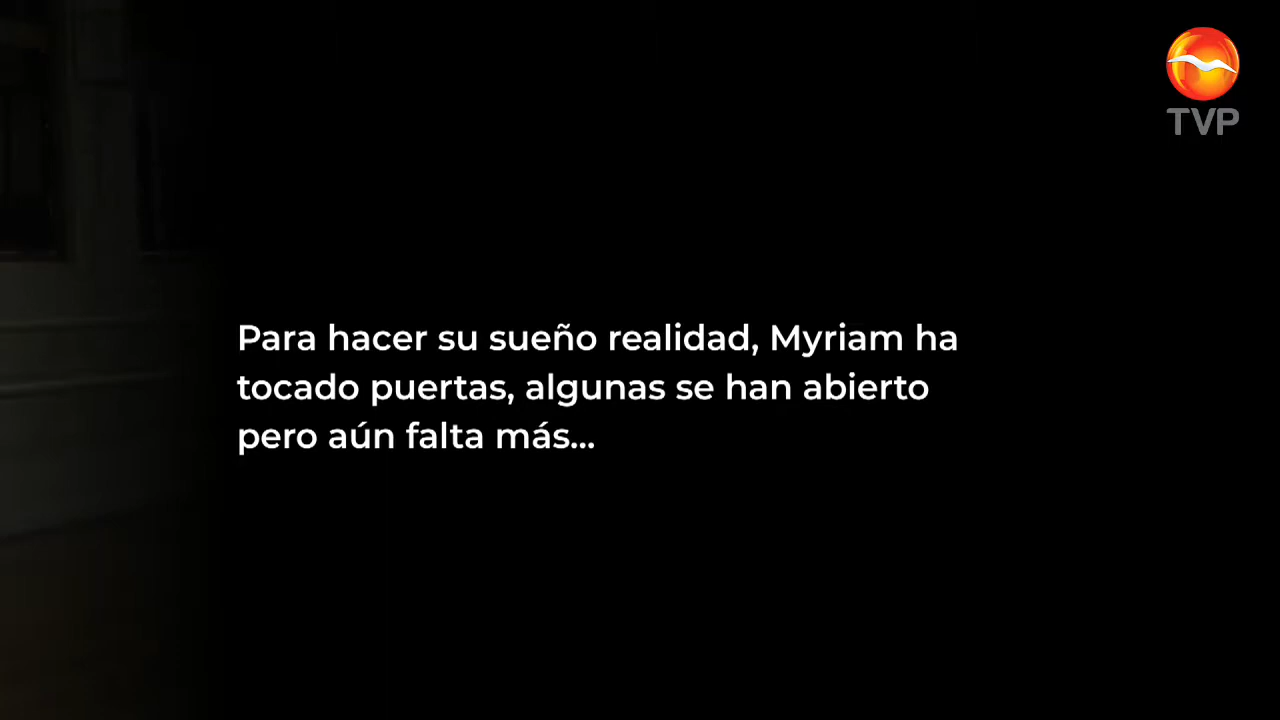 TVP
Para hacer su sueño realidad, Myriam ha
tocado puertas, algunas se han abierto
pero aún falta más...